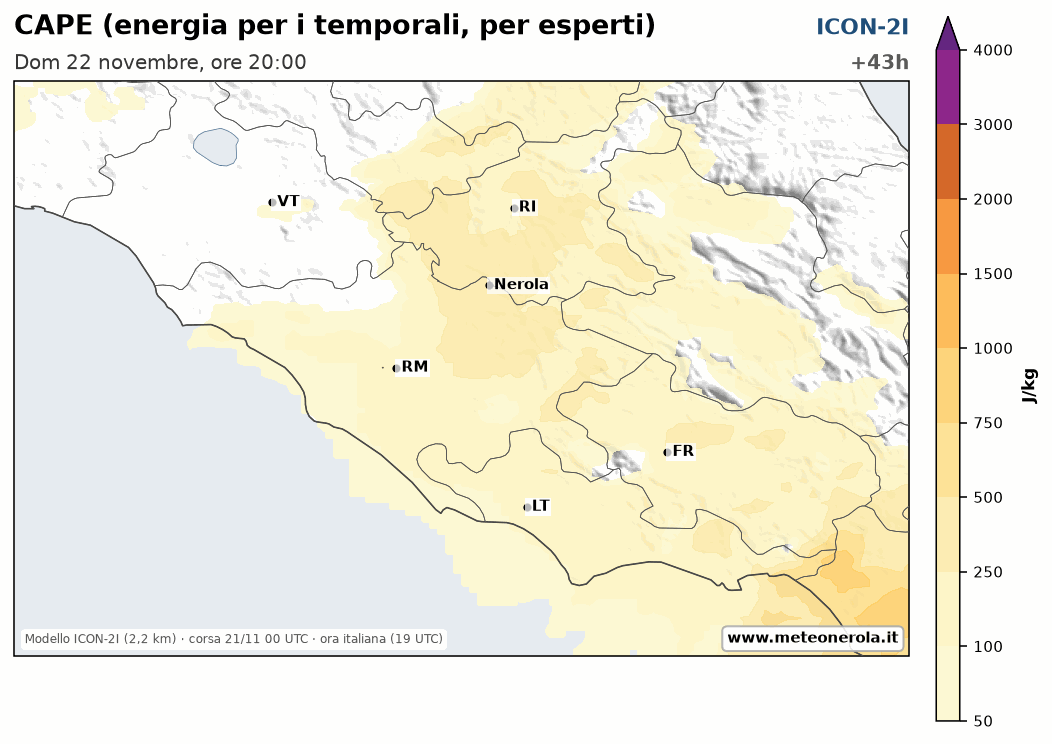 CAPE (energia per i temporali, per esperti)
ICON-2I
Dom 22 novembre, ore 20:00
+43h
VT
RI
Nerola
RM
FR
LT
Modello ICON-2I (2,2 km) · corsa 21/11 00 UTC · ora italiana (19 UTC)
www.meteonerola.it
4000
3000
2000
1500
1000
750
500
250
100
50
J/kg